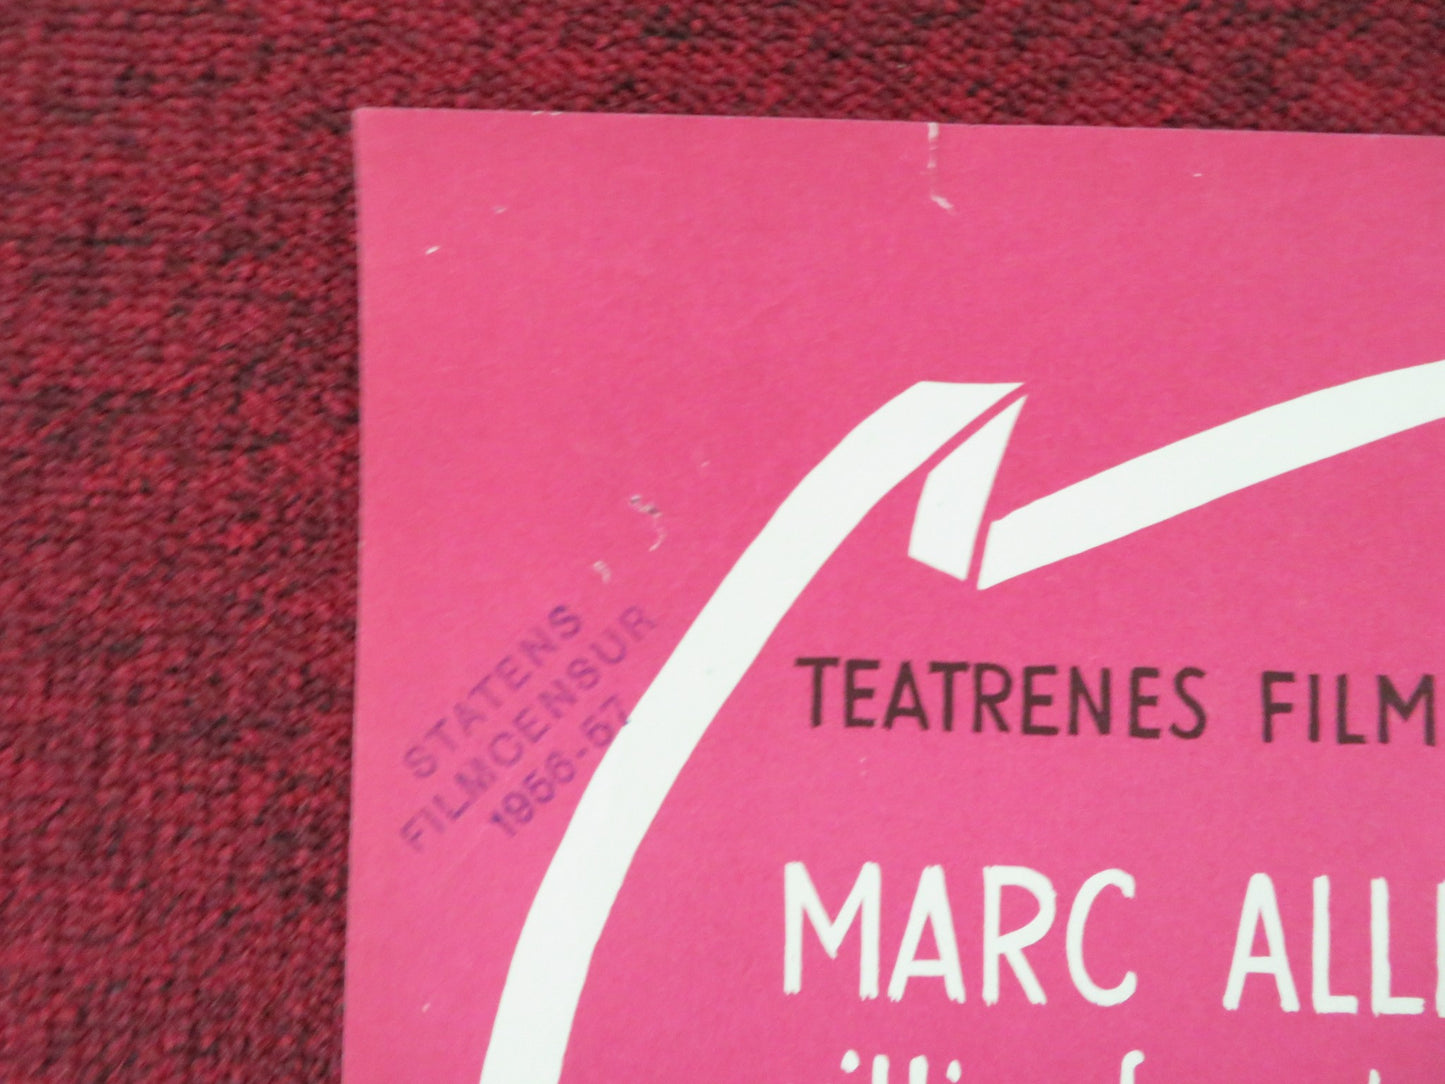 STATENS
FILMCENSUR
1956-57
TEATRENES FILM
MARC ALL